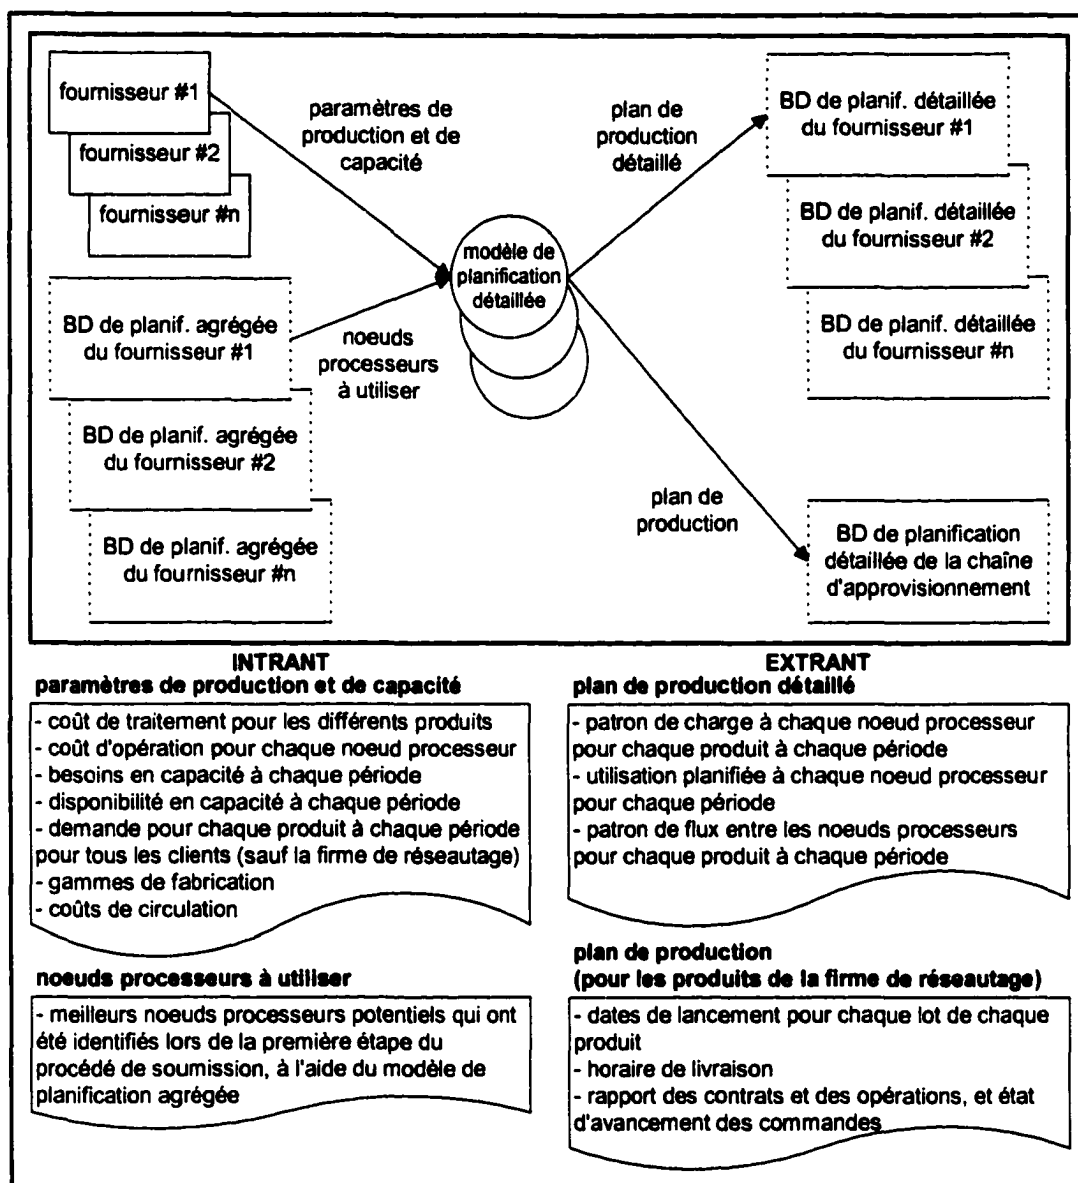 fournisseur #1
fournisseur #2
fournisseur #n
paramètres de
production et de
capacité
plan de
production
détaillé
BD de planif. détaillée
du fournisseur #1
BD de planif. détaillée
du fournisseur #2
BD de planif. détaillée
du fournisseur #n
modèle de
planification
détaillée
BD de planif. agrégée
du fournisseur #1
BD de planif. agrégée
du fournisseur #2
BD de planif. agrégée
du fournisseur #n
noeuds
processeurs
à utiliser
plan de
production
BD de planification
détaillée de la chaîne
d'approvisionnement
INTRANT
paramètres de production et de capacité
- coût de traitement pour les différents produits
- coût d'opération pour chaque noeud processeur
- besoins en capacité à chaque période
- disponibilité en capacité à chaque période
- demande pour chaque produit à chaque période
pour tous les clients (sauf la firme de réseautage)
- gammes de fabrication
- coûts de circulation
noeuds processeurs à utiliser
- meilleurs noeuds processeurs potentiels qui ont
été identifiés lors de la première étape du
procédé de soumission, à l'aide du modèle de
planification agrégée
EXTRANT
plan de production détaillé
- patron de charge à chaque noeud processeur
pour chaque produit à chaque période
- utilisation planifiée à chaque noeud processeur
pour chaque période
- patron de flux entre les noeuds processeurs
pour chaque produit à chaque période
plan de production
(pour les produits de la firme de réseautage)
- dates de lancement pour chaque lot de chaque
produit
- horaire de livraison
- rapport des contrats et des opérations, et état
d'avancement des commandes